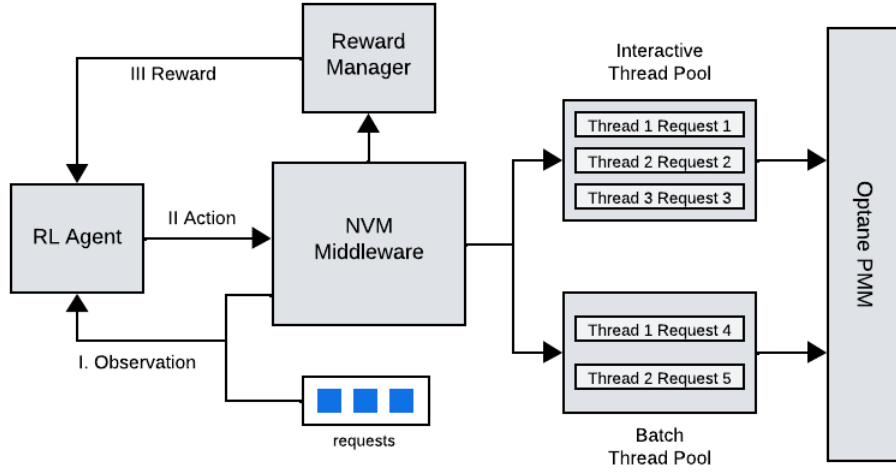 Reward
Manager
III Reward
Interactive
Thread Pool
Thread 1 Request 1
Thread 2 Request 2
Thread 3 Request 3
RL Agent
II Action
NVM
Middleware
Optane PMM
I. Observation
Thread 1 Request 4
Thread 2 Request 5
requests
Batch
Thread Pool